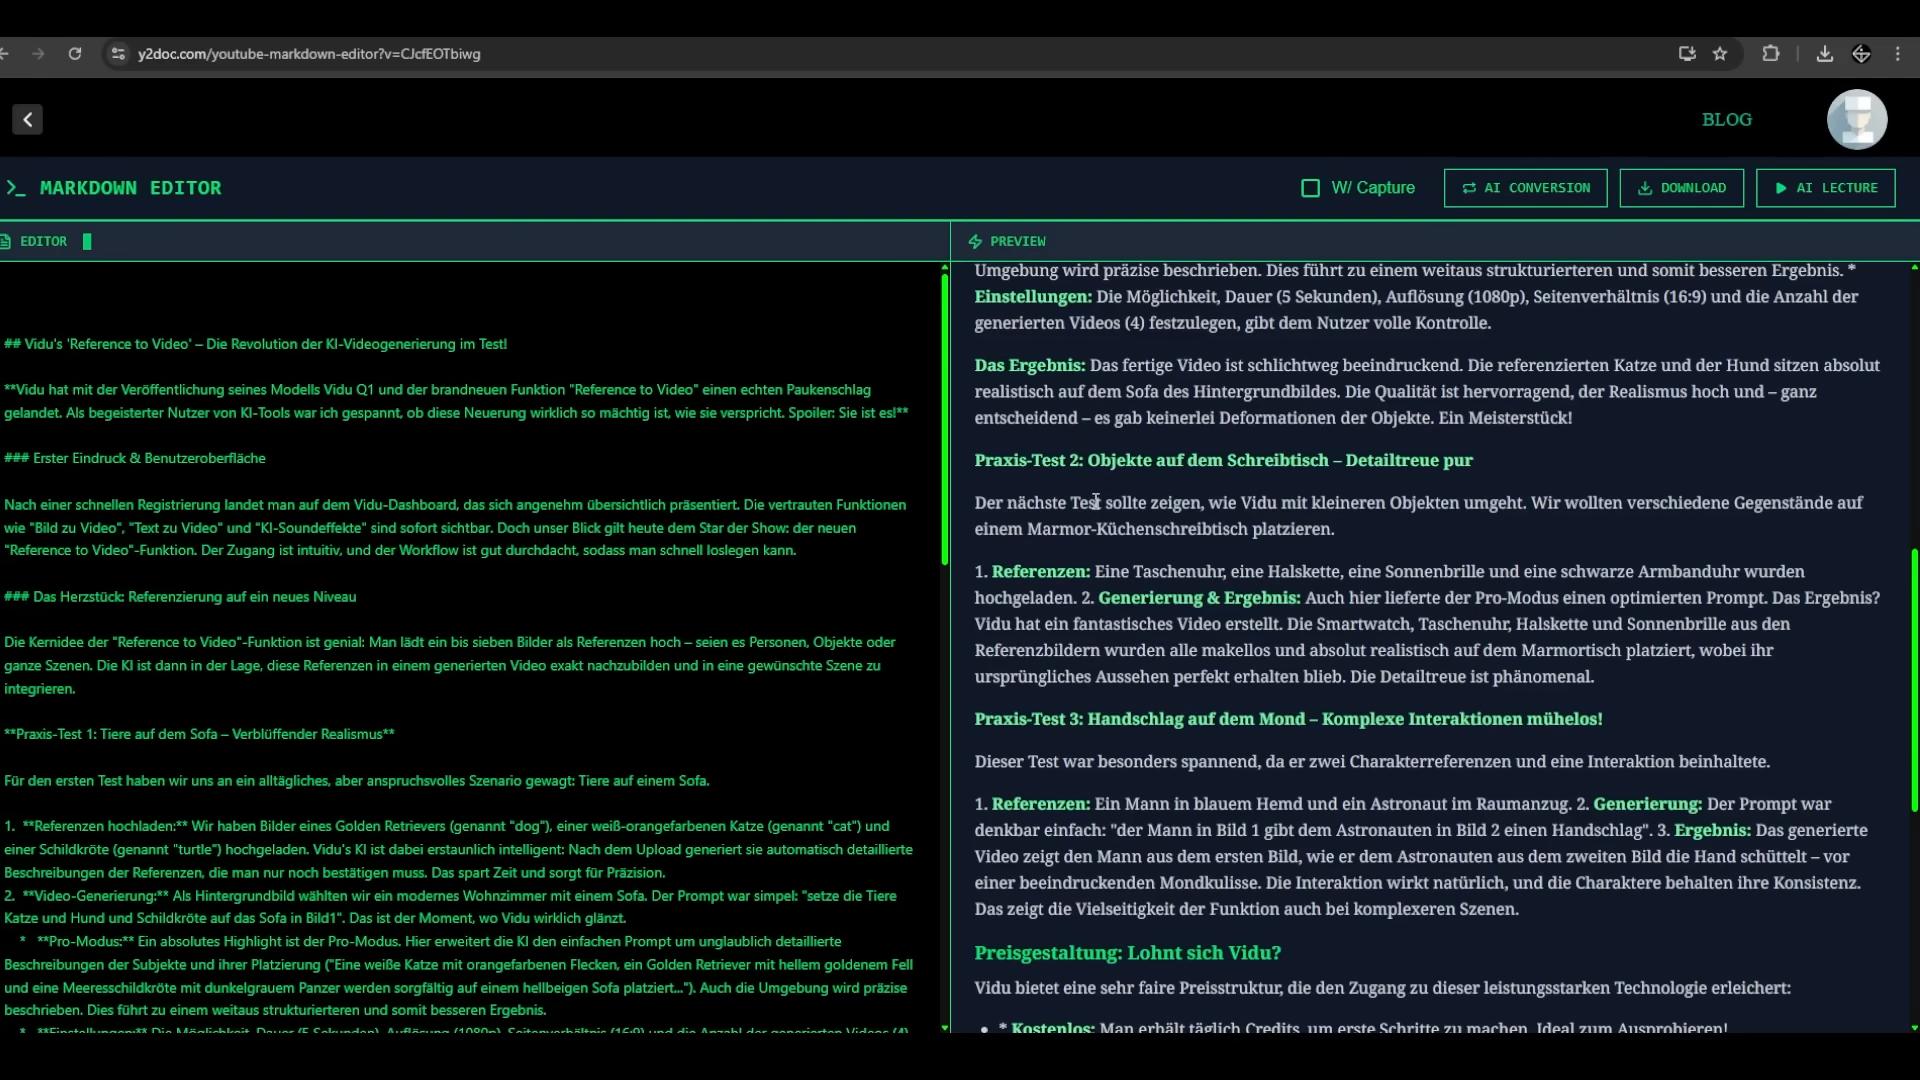 y2doc.com/youtube-markdown-editor?v=CJcfEOTbiwg
BLOG
>_ MARKDOWN EDITOR
W/ Capture
AI CONVERSION
DOWNLOAD
AI LECTURE
EDITOR
## Vidu's 'Reference to Video' – Die Revolution der KI-Videogenerierung im Test!
**Vidu hat mit der Veröffentlichung seines Modells Vidu Q1 und der brandneuen Funktion "Reference to Video" einen echten Paukenschlag
gelandet. Als begeisterter Nutzer von KI-Tools war ich gespannt, ob diese Neuerung wirklich so mächtig ist, wie sie verspricht. Spoiler: Sie ist es!**
### Erster Eindruck & Benutzeroberfläche
Nach einer schnellen Registrierung landet man auf dem Vidu-Dashboard, das sich angenehm übersichtlich präsentiert. Die vertrauten Funktionen
wie "Bild zu Video", "Text zu Video" und "KI-Soundeffekte" sind sofort sichtbar. Doch unser Blick gilt heute dem Star der Show: der neuen
"Reference to Video"-Funktion. Der Zugang ist intuitiv, und der Workflow ist gut durchdacht, sodass man schnell loslegen kann.
### Das Herzstück: Referenzierung auf ein neues Niveau
Die Kernidee der "Reference to Video"-Funktion ist genial: Man lädt ein bis sieben Bilder als Referenzen hoch – seien es Personen, Objekte oder
ganze Szenen. Die KI ist dann in der Lage, diese Referenzen in einem generierten Video exakt nachzubilden und in eine gewünschte Szene zu
integrieren.
**Praxis-Test 1: Tiere auf dem Sofa – Verblüffender Realismus**
Für den ersten Test haben wir uns an ein alltägliches, aber anspruchsvolles Szenario gewagt: Tiere auf einem Sofa.
1. **Referenzen hochladen:** Wir haben Bilder eines Golden Retrievers (genannt "dog"), einer weiß-orangefarbenen Katze (genannt "cat") und
einer Schildkröte (genannt "turtle") hochgeladen. Vidu's KI ist dabei erstaunlich intelligent: Nach dem Upload generiert sie automatisch detaillierte
Beschreibungen der Referenzen, die man nur noch bestätigen muss. Das spart Zeit und sorgt für Präzision.
2. **Video-Generierung:** Als Hintergrundbild wählten wir ein modernes Wohnzimmer mit einem Sofa. Der Prompt war simpel: "setze die Tiere
Katze und Hund und Schildkröte auf das Sofa in Bild1". Das ist der Moment, wo Vidu wirklich glänzt.
* **Pro-Modus:** Ein absolutes Highlight ist der Pro-Modus. Hier erweitert die KI den einfachen Prompt um unglaublich detaillierte
Beschreibungen der Subjekte und ihrer Platzierung ("Eine weiße Katze mit orangefarbenen Flecken, ein Golden Retriever mit hellem goldenem Fell
und eine Meeresschildkröte mit dunkelgrauem Panzer werden sorgfältig auf einem hellbeigen Sofa platziert..."). Auch die Umgebung wird präzise
beschrieben. Dies führt zu einem weitaus strukturierteren und somit besseren Ergebnis.
* **Einstellungen:** Die Möglichkeit, Dauer (5 Sekunden), Auflösung (1080p), Seitenverhältnis (16:9) und die Anzahl der generierten Videos (4)
PREVIEW
Umgebung wird präzise beschrieben. Dies führt zu einem weitaus strukturierteren und somit besseren Ergebnis. *
Einstellungen: Die Möglichkeit, Dauer (5 Sekunden), Auflösung (1080p), Seitenverhältnis (16:9) und die Anzahl der
generierten Videos (4) festzulegen, gibt dem Nutzer volle Kontrolle.
Das Ergebnis: Das fertige Video ist schlichtweg beeindruckend. Die referenzierten Katze und der Hund sitzen absolut
realistisch auf dem Sofa des Hintergrundbildes. Die Qualität ist hervorragend, der Realismus hoch und – ganz
entscheidend – es gab keinerlei Deformationen der Objekte. Ein Meisterstück!
Praxis-Test 2: Objekte auf dem Schreibtisch – Detailtreue pur
Der nächste Test sollte zeigen, wie Vidu mit kleineren Objekten umgeht. Wir wollten verschiedene Gegenstände auf
einem Marmor-Küchenschreibtisch platzieren.
1. Referenzen: Eine Taschenuhr, eine Halskette, eine Sonnenbrille und eine schwarze Armbanduhr wurden
hochgeladen. 2. Generierung & Ergebnis: Auch hier lieferte der Pro-Modus einen optimierten Prompt. Das Ergebnis?
Vidu hat ein fantastisches Video erstellt. Die Smartwatch, Taschenuhr, Halskette und Sonnenbrille aus den
Referenzbildern wurden alle makellos und absolut realistisch auf dem Marmortisch platziert, wobei ihr
ursprüngliches Aussehen perfekt erhalten blieb. Die Detailtreue ist phänomenal.
Praxis-Test 3: Handschlag auf dem Mond – Komplexe Interaktionen mühelos!
Dieser Test war besonders spannend, da er zwei Charakterreferenzen und eine Interaktion beinhaltete.
1. Referenzen: Ein Mann in blauem Hemd und ein Astronaut im Raumanzug. 2. Generierung: Der Prompt war
denkbar einfach: "der Mann in Bild 1 gibt dem Astronauten in Bild 2 einen Handschlag". 3. Ergebnis: Das generierte
Video zeigt den Mann aus dem ersten Bild, wie er dem Astronauten aus dem zweiten Bild die Hand schüttelt – vor
einer beeindruckenden Mondkulisse. Die Interaktion wirkt natürlich, und die Charaktere behalten ihre Konsistenz.
Das zeigt die Vielseitigkeit der Funktion auch bei komplexeren Szenen.
Preisgestaltung: Lohnt sich Vidu?
Vidu bietet eine sehr faire Preisstruktur, die den Zugang zu dieser leistungsstarken Technologie erleichert:
• * Kostenlos: Man erhält täglich Credits, um erste Schritte zu machen. Ideal zum Ausprobieren!